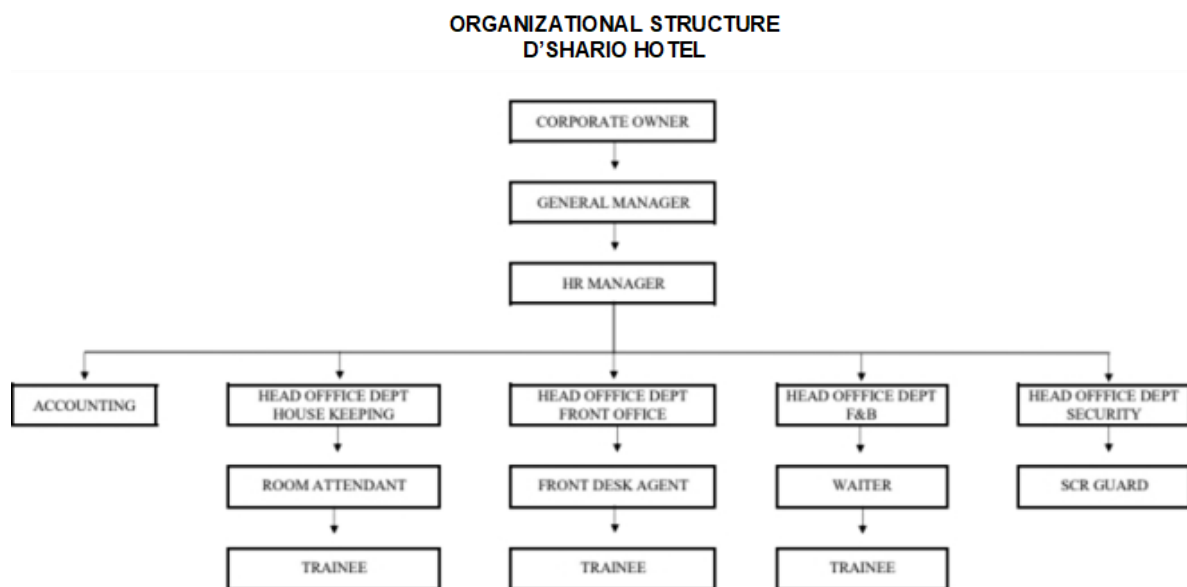 ORGANIZATIONAL STRUCTURE
D'SHARIO HOTEL
CORPORATE OWNER
GENERAL MANAGER
HR MANAGER
ACCOUNTING
HEAD OFFFICE DEPT
HOUSE KEEPING
HEAD OFFFICE DEPT
FRONT OFFICE
HEAD OFFFICE DEPT
F&B
HEAD OFFFICE DEPT
SECURITY
ROOM ATTENDANT
FRONT DESK AGENT
WAITER
SCR GUARD
TRAINEE
TRAINEE
TRAINEE